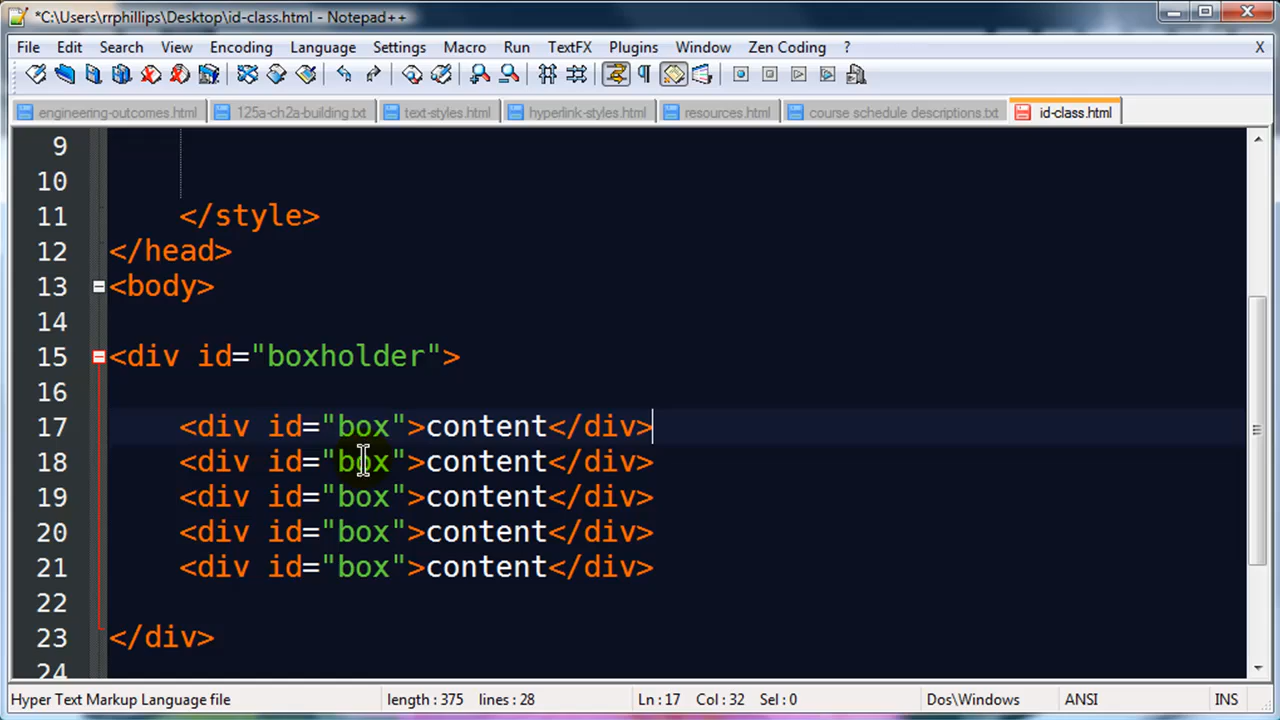 *C:\Users\rrphillips\Desktop\id-class.html - Notepad++
File Edit Search View Encoding Language Settings Macro Run TextFX Plugins Window Zen Coding ? X
engineering-outcomes.html 125a-ch2a-building.txt text-styles.html hyperlink-styles.html resources.html course schedule descriptions.txt id-class.html
9
10
11 </style>
12 </head>
13 <body>
14
15 <div id="boxholder">
16
17 <div id="box">content</div>
18 <div id="box">content</div>
19 <div id="box">content</div>
20 <div id="box">content</div>
21 <div id="box">content</div>
22
23 </div>
24
Hyper Text Markup Language file length : 375 lines : 28 Ln : 17 Col : 32 Sel : 0 Dos\Windows ANSI INS